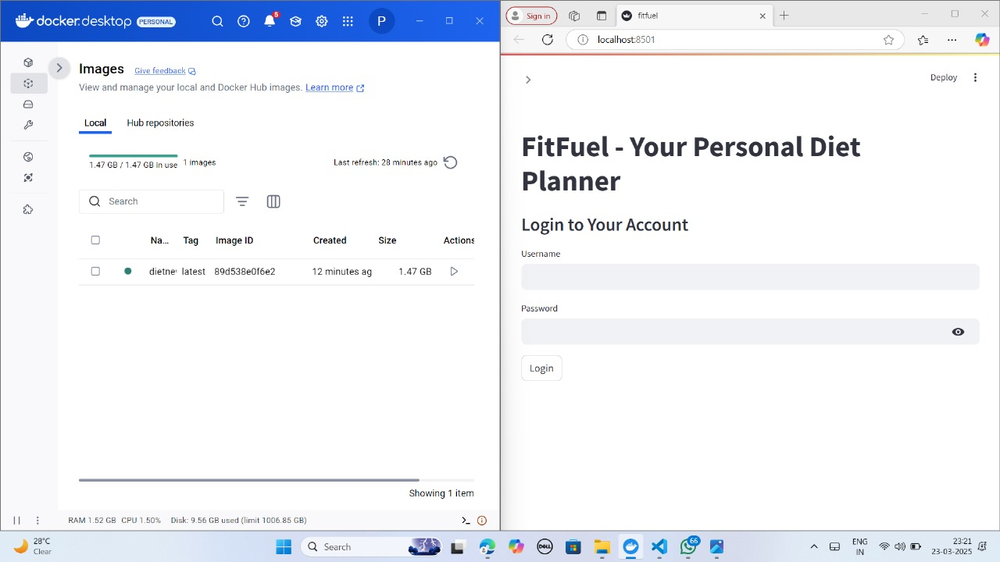 docker.desktop PERSONAL
5
P
Images Give feedback
View and manage your local and Docker Hub images. Learn more
Local Hub repositories
1.47 GB / 1.47 GB in use 1 images
Last refresh: 28 minutes ago
Search
Na... Tag Image ID Created Size Actions
dietne latest 89d538e0f6e2 12 minutes ag 1.47 GB
Showing 1 item
RAM 1.52 GB CPU 1.50% Disk: 9.56 GB used (limit 1006.85 GB)
Sign in
fitfuel
localhost:8501
Deploy
FitFuel - Your Personal Diet
Planner
Login to Your Account
Username
Password
Login
28°C
Clear
Search
DELL
66
ENG
IN
23:21
23-03-2025